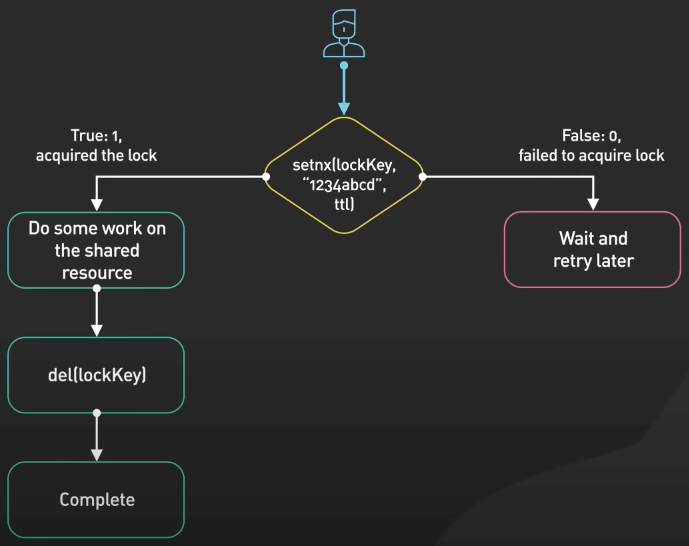 True: 1,
acquired the lock
setnx(lockKey,
“1234abcd”,
ttl)
False: 0,
failed to acquire lock
Do some work on
the shared
resource
Wait and
retry later
del(lockKey)
Complete